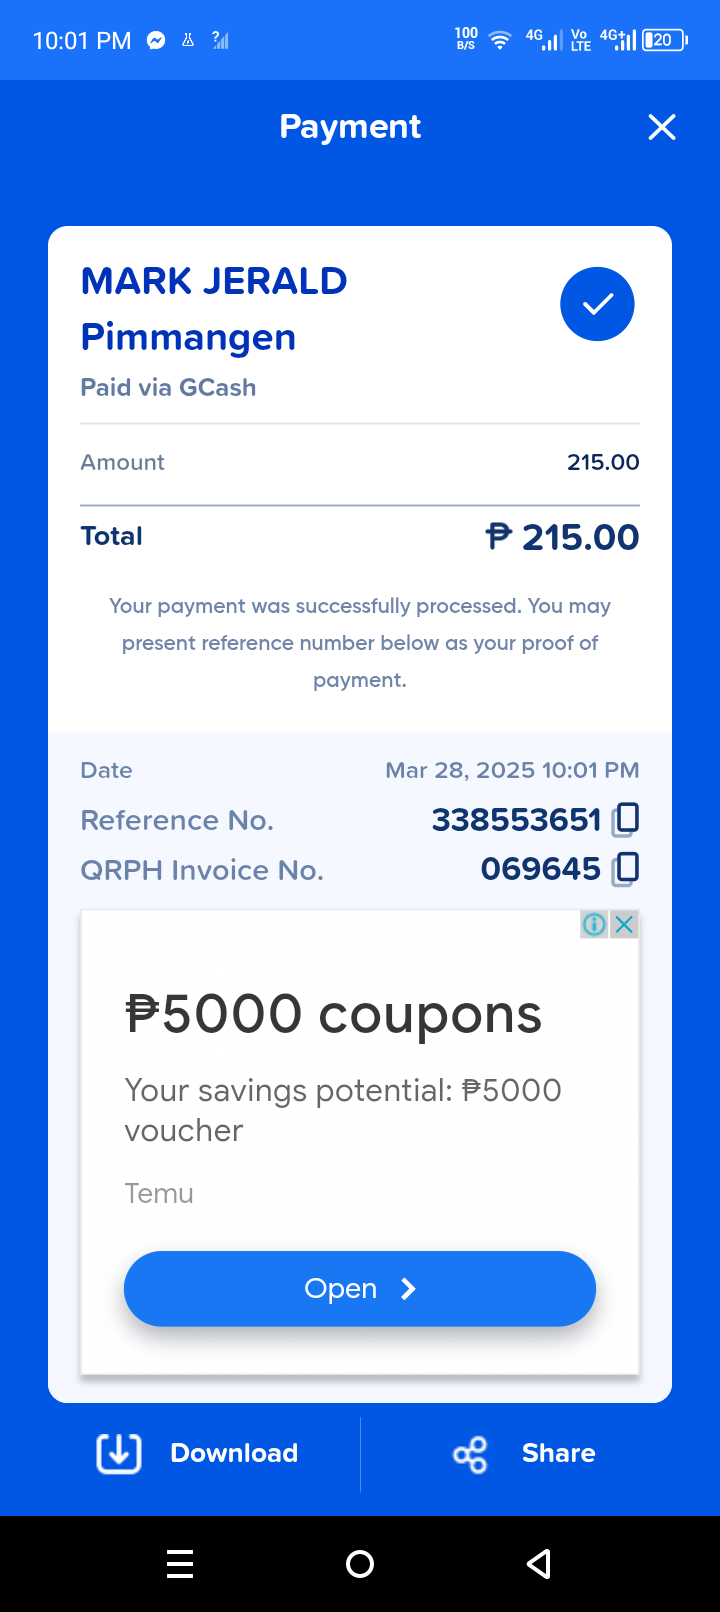 10:01 PM
100 B/S 4G Vo LTE 4G+ 20
Payment
MARK JERALD
Pimmangen
Paid via GCash
Amount 215.00
Total ₱ 215.00
Your payment was successfully processed. You may
present reference number below as your proof of
payment.
Date Mar 28, 2025 10:01 PM
Reference No. 338553651
QRPH Invoice No. 069645
₱5000 coupons
Your savings potential: ₱5000
voucher
Temu
Open
Download Share